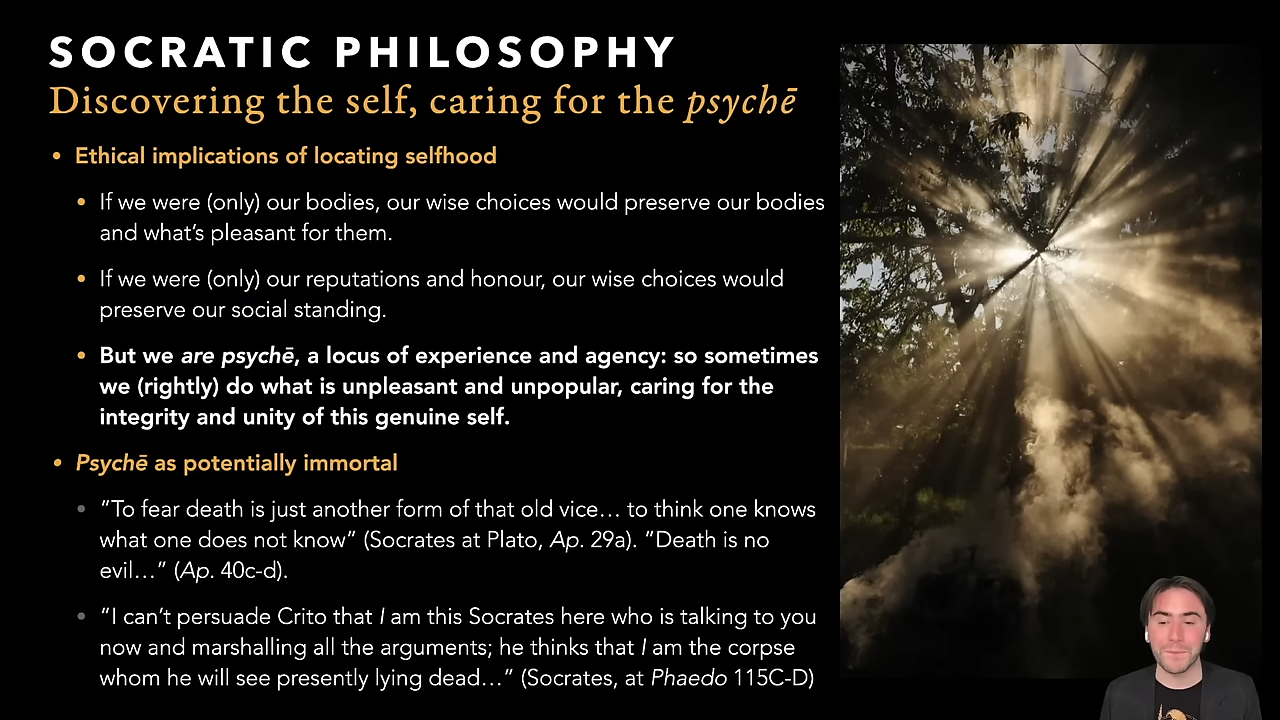 SOCRATIC PHILOSOPHY
Discovering the self, caring for the psychē
• Ethical implications of locating selfhood
• If we were (only) our bodies, our wise choices would preserve our bodies
and what’s pleasant for them.
• If we were (only) our reputations and honour, our wise choices would
preserve our social standing.
• But we are psychē, a locus of experience and agency: so sometimes
we (rightly) do what is unpleasant and unpopular, caring for the
integrity and unity of this genuine self.
• Psychē as potentially immortal
• “To fear death is just another form of that old vice… to think one knows
what one does not know” (Socrates at Plato, Ap. 29a). “Death is no
evil…” (Ap. 40c-d).
• “I can’t persuade Crito that I am this Socrates here who is talking to you
now and marshalling all the arguments; he thinks that I am the corpse
whom he will see presently lying dead…” (Socrates, at Phaedo 115C-D)